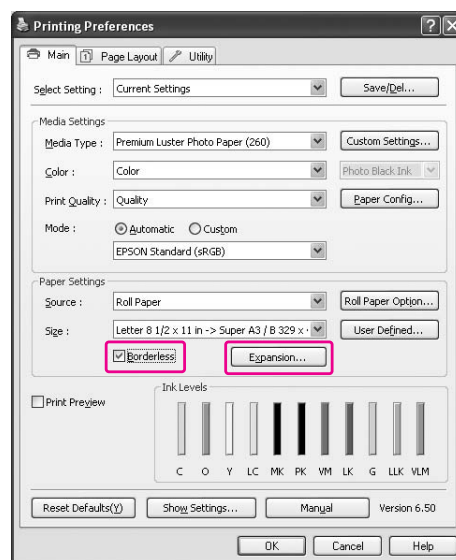 Printing Preferences
Main Page Layout Utility
Select Setting : Current Settings Save/Del...
Media Settings
Media Type : Premium Luster Photo Paper (260) Custom Settings...
Color : Color Photo Black Ink
Print Quality : Quality Paper Config...
Mode : Automatic Custom
EPSON Standard (sRGB)
Paper Settings
Source : Roll Paper Roll Paper Option...
Size : Letter 8 1/2 x 11 in -> Super A3 / B 329 x User Defined...
Borderless Expansion...
Print Preview
Ink Levels
C O Y LC MK PK VM LK G LLK VLM
Reset Defaults(Y) Show Settings... Manual Version 6.50
OK Cancel Help